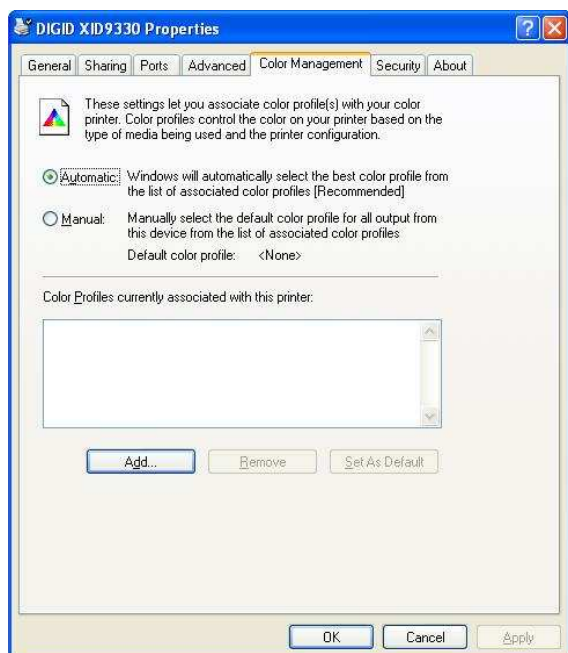 DIGID XID9330 Properties
?
General Sharing Ports Advanced Color Management Security About
These settings let you associate color profile(s) with your color
printer. Color profiles control the color on your printer based on the
type of media being used and the printer configuration.
Automatic: Windows will automatically select the best color profile from
the list of associated color profiles [Recommended]
Manual: Manually select the default color profile for all output from
this device from the list of associated color profiles
Default color profile: <None>
Color Profiles currently associated with this printer:
Add... Remove Set As Default
OK Cancel Apply